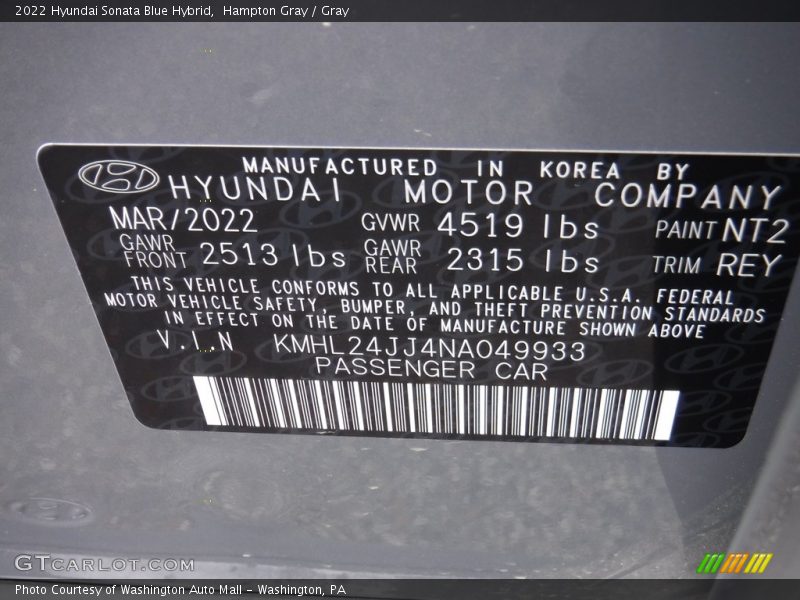 2022 Hyundai Sonata Blue Hybrid,  Hampton Gray / Gray
MANUFACTURED IN KOREA BY
HYUNDAI MOTOR COMPANY
MAR/2022 GVWR 4519 lbs PAINT NT2
GAWR FRONT 2513 lbs GAWR REAR 2315 lbs TRIM REY
THIS VEHICLE CONFORMS TO ALL APPLICABLE U.S.A. FEDERAL
MOTOR VEHICLE SAFETY, BUMPER, AND THEFT PREVENTION STANDARDS
IN EFFECT ON THE DATE OF MANUFACTURE SHOWN ABOVE
V.I.N KMHL24JJ4NA049933
PASSENGER CAR
GTCARLOT.COM
Photo Courtesy of Washington Auto Mall - Washington, PA